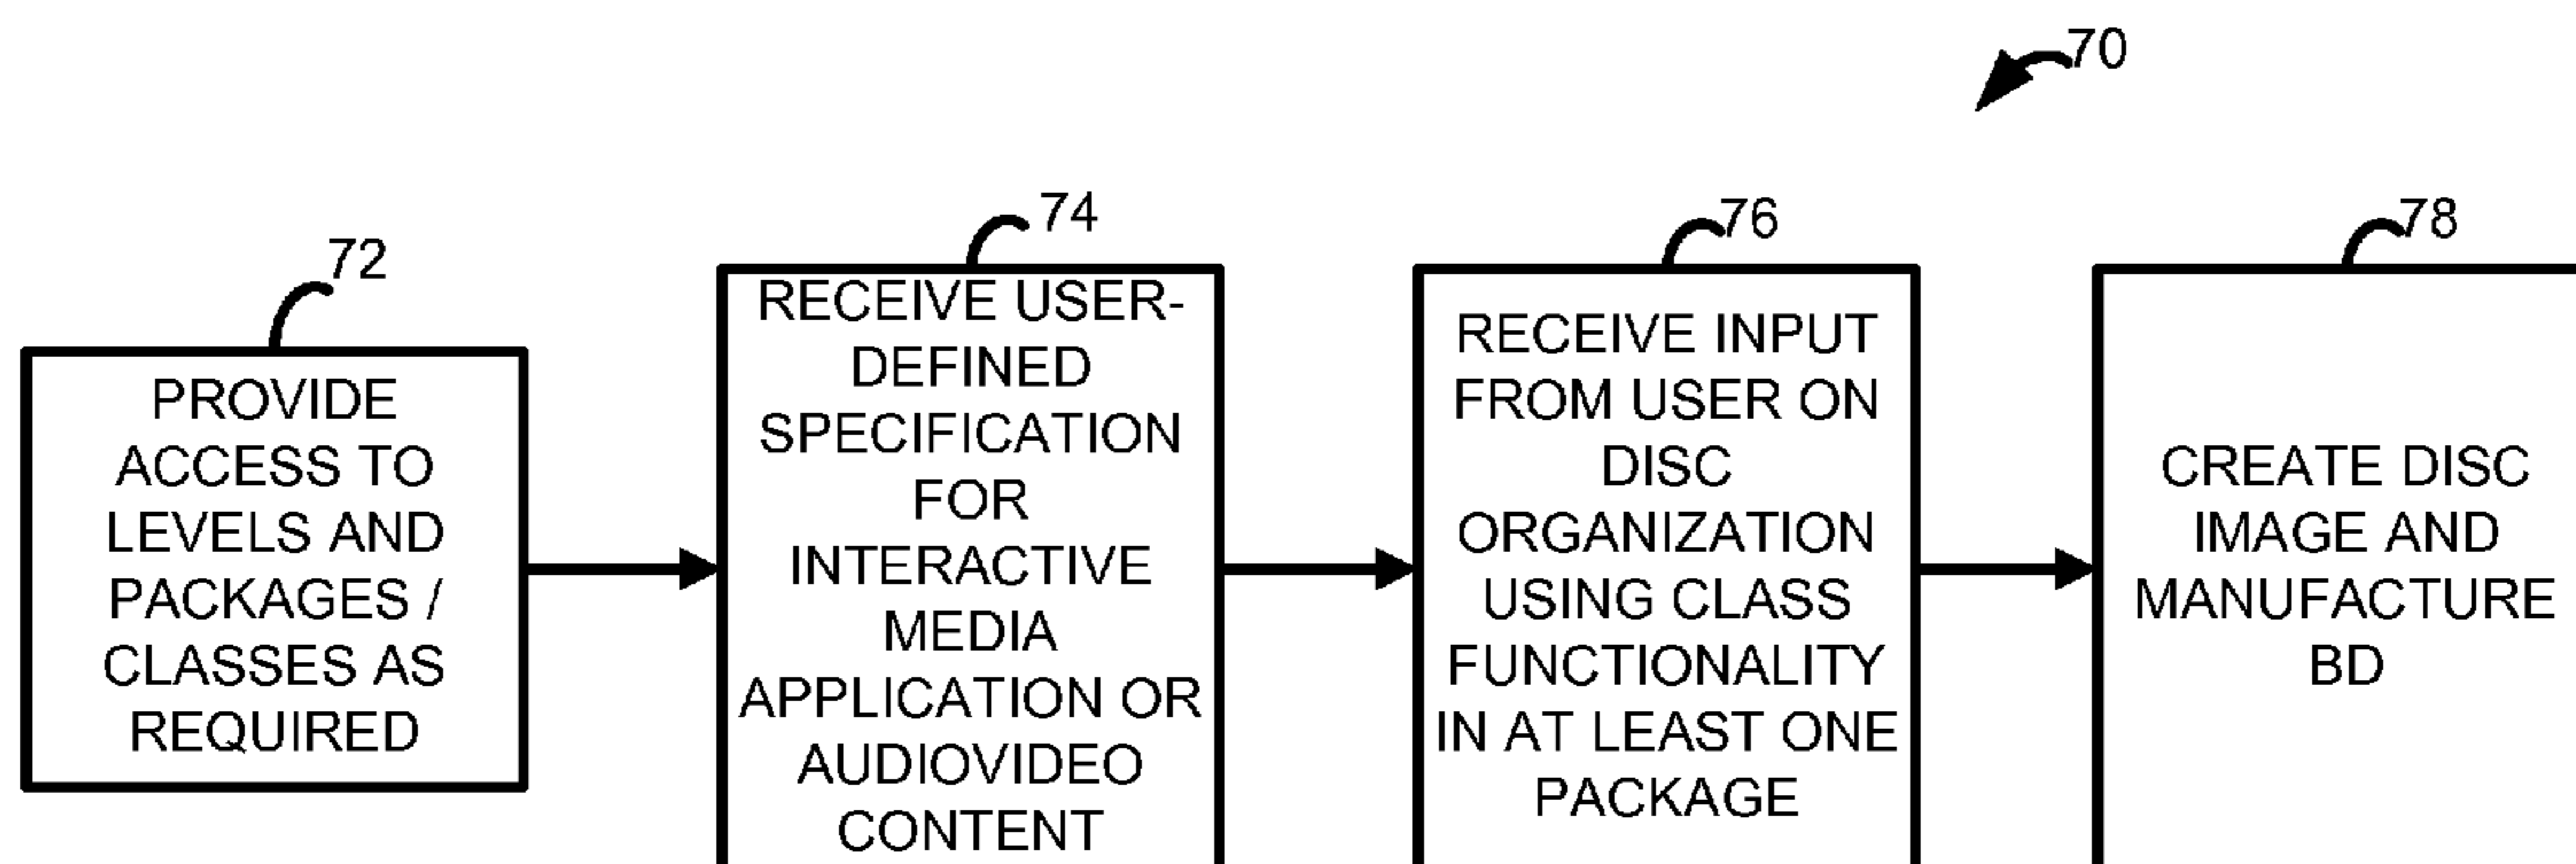 70
72
PROVIDE
ACCESS TO
LEVELS AND
PACKAGES /
CLASSES AS
REQUIRED
74
RECEIVE USER-
DEFINED
SPECIFICATION
FOR
INTERACTIVE
MEDIA
APPLICATION OR
AUDIOVIDEO
CONTENT
76
RECEIVE INPUT
FROM USER ON
DISC
ORGANIZATION
USING CLASS
FUNCTIONALITY
IN AT LEAST ONE
PACKAGE
78
CREATE DISC
IMAGE AND
MANUFACTURE
BD